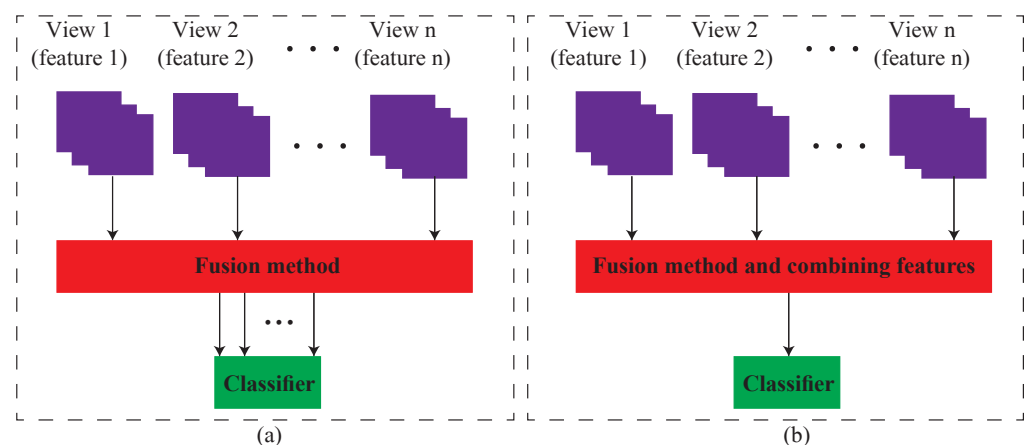 View 1 View 2 . . . View n
(feature 1) (feature 2) (feature n)
. . .
Fusion method
...
Classifier
(a)
View 1 View 2 . . . View n
(feature 1) (feature 2) (feature n)
. . .
Fusion method and combining features
Classifier
(b)